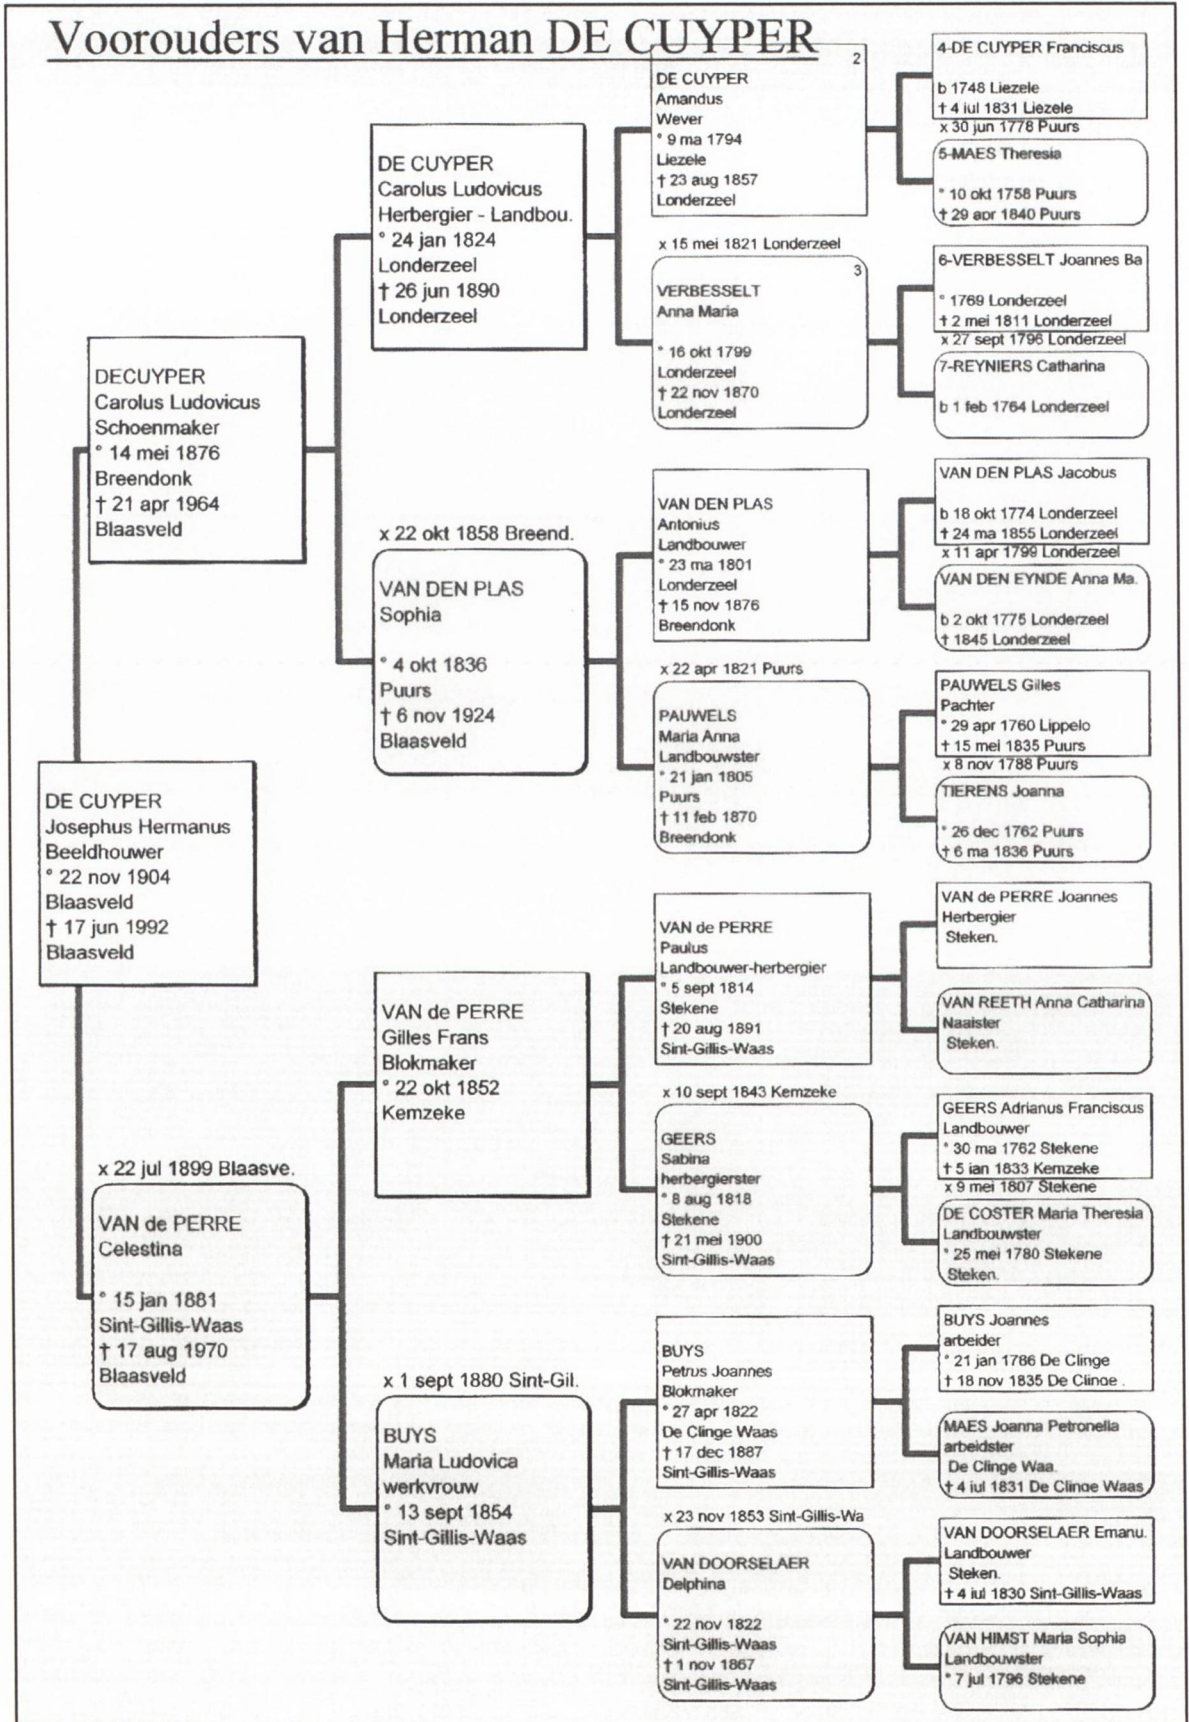 Voorouders van Herman DE CUYPER
DE CUYPER
Josephus Hermanus
Beeldhouwer
° 22 nov 1904
Blaasveld
† 17 jun 1992
Blaasveld
DECUYPER
Carolus Ludovicus
Schoenmaker
° 14 mei 1876
Breendonk
† 21 apr 1964
Blaasveld
x 22 jul 1899 Blaasve.
VAN de PERRE
Celestina
° 15 jan 1881
Sint-Gillis-Waas
† 17 aug 1970
Blaasveld
DE CUYPER
Carolus Ludovicus
Herbergier - Landbou.
° 24 jan 1824
Londerzeel
† 26 jun 1890
Londerzeel
x 22 okt 1858 Breend.
VAN DEN PLAS
Sophia
° 4 okt 1836
Puurs
† 6 nov 1924
Blaasveld
VAN de PERRE
Gilles Frans
Blokmaker
° 22 okt 1852
Kemzeke
x 1 sept 1880 Sint-Gil.
BUYS
Maria Ludovica
werkvrouw
° 13 sept 1854
Sint-Gillis-Waas
2
DE CUYPER
Amandus
Wever
° 9 ma 1794
Liezele
† 23 aug 1857
Londerzeel
x 15 mei 1821 Londerzeel
3
VERBESSELT
Anna Maria
° 16 okt 1799
Londerzeel
† 22 nov 1870
Londerzeel
VAN DEN PLAS
Antonius
Landbouwer
° 23 ma 1801
Londerzeel
† 15 nov 1876
Breendonk
x 22 apr 1821 Puurs
PAUWELS
Maria Anna
Landbouwster
° 21 jan 1805
Puurs
† 11 feb 1870
Breendonk
VAN de PERRE
Paulus
Landbouwer-herbergier
° 5 sept 1814
Stekene
† 20 aug 1891
Sint-Gillis-Waas
x 10 sept 1843 Kemzeke
GEERS
Sabina
herbergierster
° 8 aug 1818
Stekene
† 21 mei 1900
Sint-Gillis-Waas
BUYS
Petrus Joannes
Blokmaker
° 27 apr 1822
De Clinge Waas
† 17 dec 1887
Sint-Gillis-Waas
x 23 nov 1853 Sint-Gillis-Wa
VAN DOORSELAER
Delphina
° 22 nov 1822
Sint-Gillis-Waas
† 1 nov 1867
Sint-Gillis-Waas
4-DE CUYPER Franciscus
b 1748 Liezele
† 4 jul 1831 Liezele
x 30 jun 1778 Puurs
5-MAES Theresia
° 10 okt 1758 Puurs
† 29 apr 1840 Puurs
6-VERBESSELT Joannes Ba
° 1769 Londerzeel
† 2 mei 1811 Londerzeel
x 27 sept 1796 Londerzeel
7-REYNIERS Catharina
b 1 feb 1764 Londerzeel
VAN DEN PLAS Jacobus
b 18 okt 1774 Londerzeel
† 24 ma 1855 Londerzeel
x 11 apr 1799 Londerzeel
VAN DEN EYNDE Anna Ma.
b 2 okt 1775 Londerzeel
† 1845 Londerzeel
PAUWELS Gilles
Pachter
° 29 apr 1760 Lippelo
† 15 mei 1835 Puurs
x 8 nov 1788 Puurs
TIERENS Joanna
° 26 dec 1762 Puurs
† 6 ma 1836 Puurs
VAN de PERRE Joannes
Herbergier
Steken.
VAN REETH Anna Catharina
Naaister
Steken.
GEERS Adrianus Franciscus
Landbouwer
° 30 ma 1762 Stekene
† 5 jan 1833 Kemzeke
x 9 mei 1807 Stekene
DE COSTER Maria Theresia
Landbouwster
° 25 mei 1780 Stekene
Steken.
BUYS Joannes
arbeider
° 21 jan 1786 De Clinge
† 18 nov 1835 De Clinge .
MAES Joanna Petronella
arbeidster
De Clinge Waa.
† 4 jul 1831 De Clinge Waas
VAN DOORSELAER Emanu.
Landbouwer
Steken.
† 4 jul 1830 Sint-Gillis-Waas
VAN HIMST Maria Sophia
Landbouwster
° 7 jul 1796 Stekene